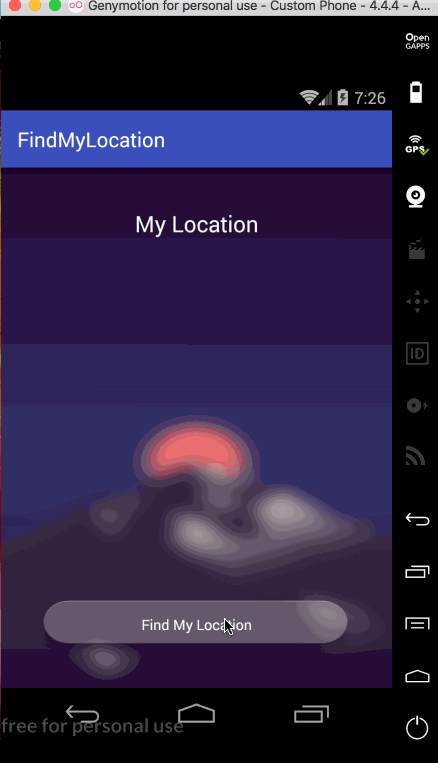 Genymotion for personal use - Custom Phone - 4.4.4 - A...
Open
GAPPS
7:26
GPS
FindMyLocation
My Location
ID
Find My Location
free for personal use